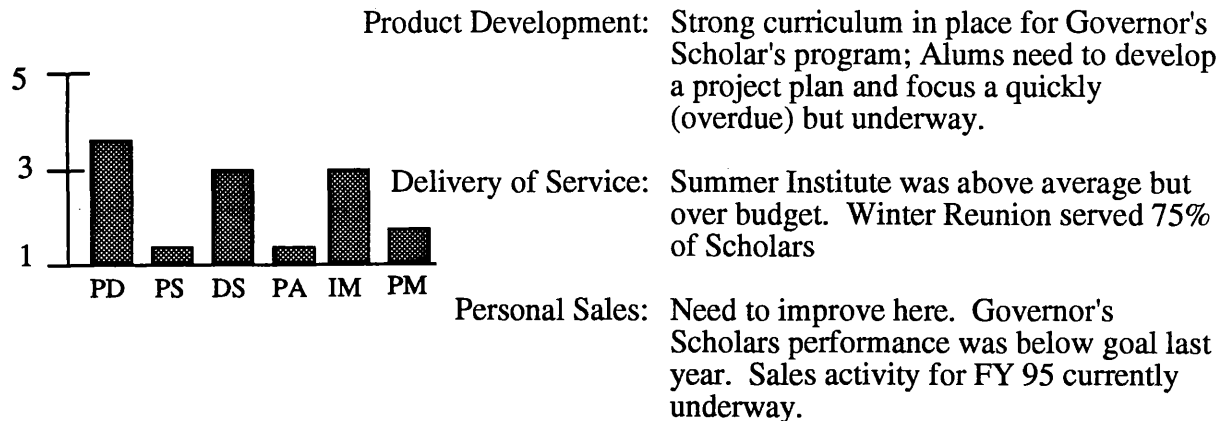 Product Development: Strong curriculum in place for Governor's
Scholar's program; Alums need to develop
a project plan and focus a quickly
(overdue) but underway.
5
3
1
PD PS DS PA IM PM
Delivery of Service: Summer Institute was above average but
over budget. Winter Reunion served 75%
of Scholars
Personal Sales: Need to improve here. Governor's
Scholars performance was below goal last
year. Sales activity for FY 95 currently
underway.